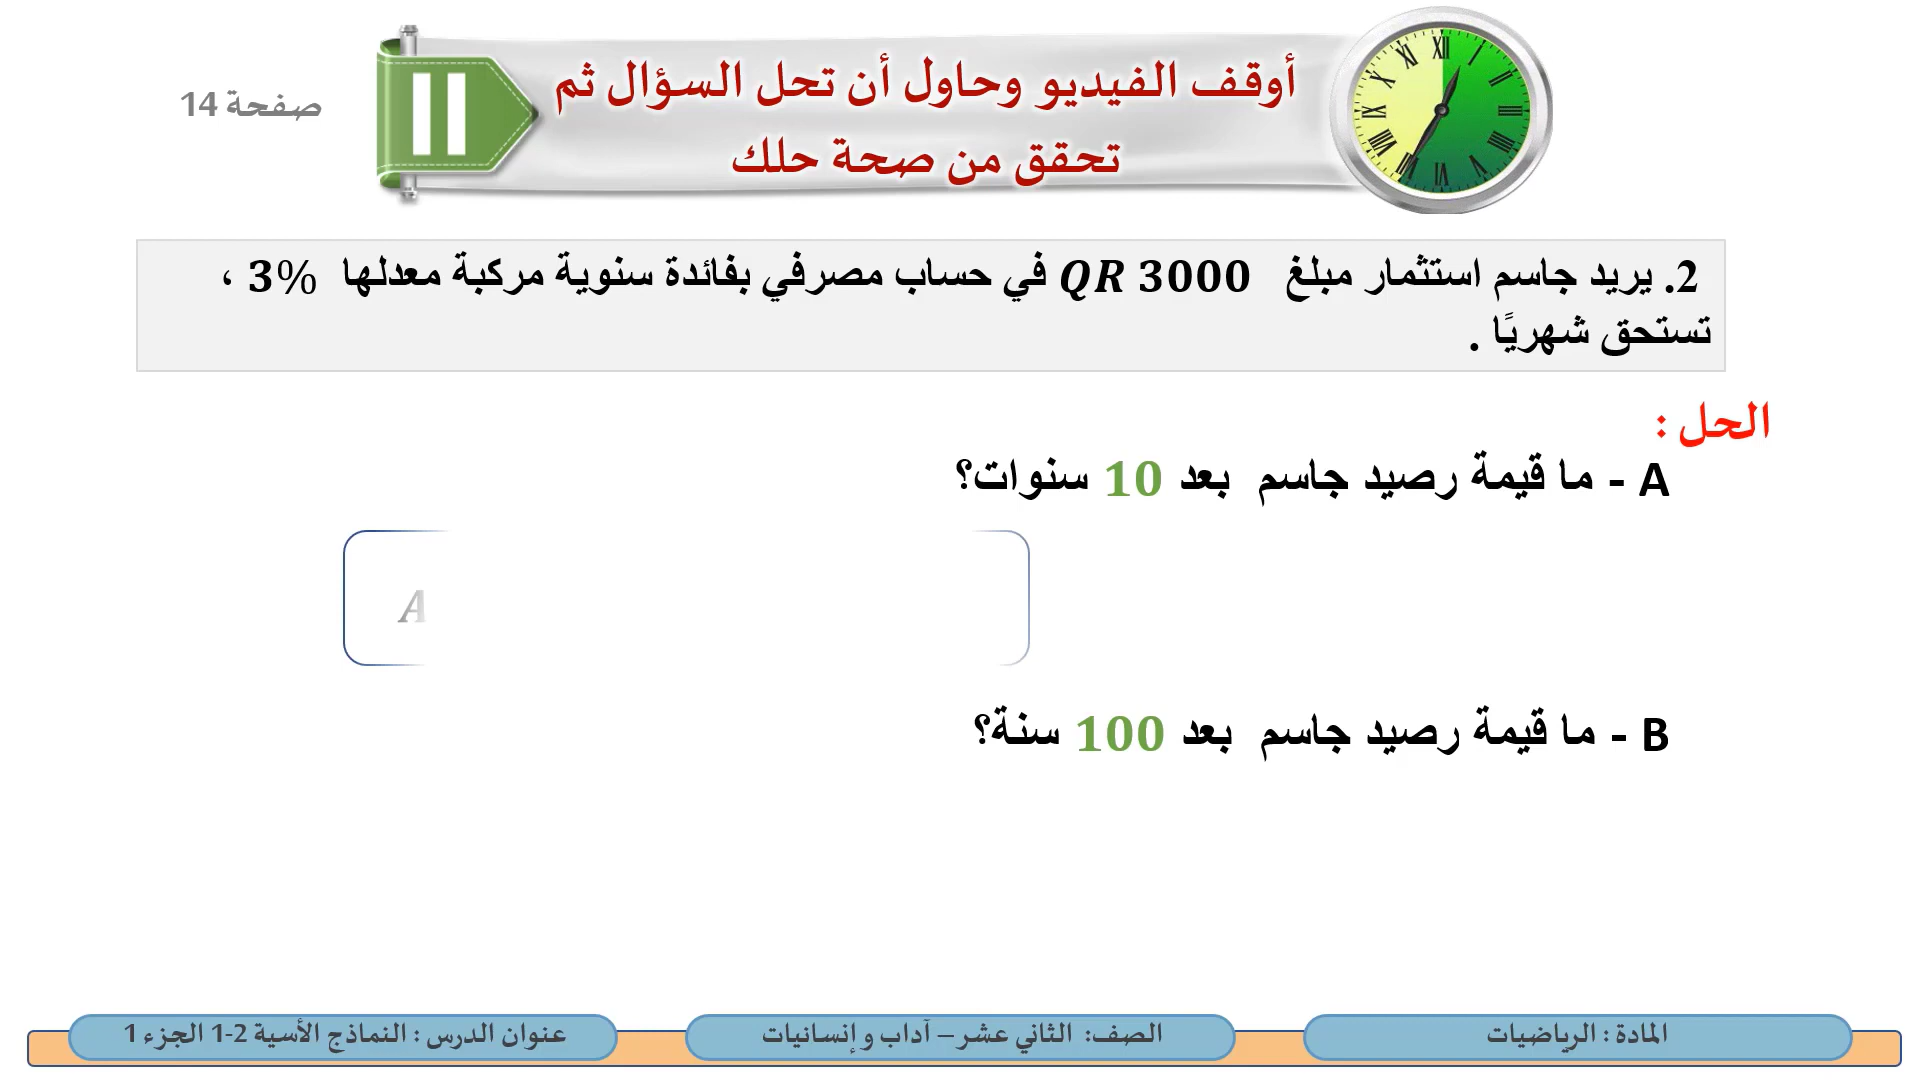 أوقف الفيديو وحاول أن تحل السؤال ثم
تحقق من صحة حلك
صفحة 14
2. يريد جاسم استثمار مبلغ QR 3000 في حساب مصرفي بفائدة سنوية مركبة معدلها 3% ،
تستحق شهريًا .
الحل :
A - ما قيمة رصيد جاسم بعد 10 سنوات؟
A
B - ما قيمة رصيد جاسم بعد 100 سنة؟
المادة : الرياضيات
الصف: الثاني عشر – آداب و إنسانيات
عنوان الدرس : النماذج الأسية 2-1 الجزء 1